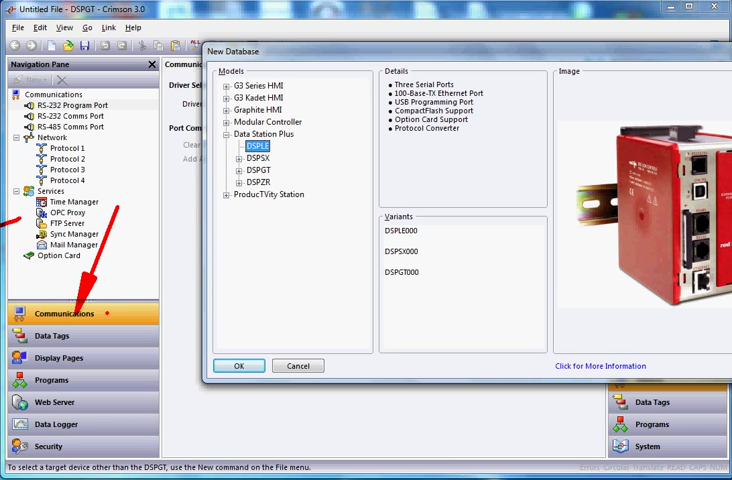 Untitled File - DSPGT - Crimson 3.0
File Edit View Go Link Help
Navigation Pane
New
Communications
RS-232 Program Port
RS-232 Comms Port
RS-485 Comms Port
Network
Protocol 1
Protocol 2
Protocol 3
Protocol 4
Services
Time Manager
OPC Proxy
FTP Server
Sync Manager
Mail Manager
Option Card
Communications
Data Tags
Display Pages
Programs
Web Server
Data Logger
Security
Driver Sel
Driver
Port Com
Clear
Add A
New Database
Models
G3 Series HMI
G3 Kadet HMI
Graphite HMI
Modular Controller
Data Station Plus
DSPLE
DSPSX
DSPGT
DSPZR
ProducTVity Station
Details
Three Serial Ports
100-Base-TX Ethernet Port
USB Programming Port
CompactFlash Support
Option Card Support
Protocol Converter
Variants
DSPLE000
DSPSX000
DSPGT000
Image
red
OK
Cancel
Click for More Information
Data Tags
Programs
System
To select a target device other than the DSPGT, use the New command on the File menu.
Errors Circular Translate READ CAPS NUM